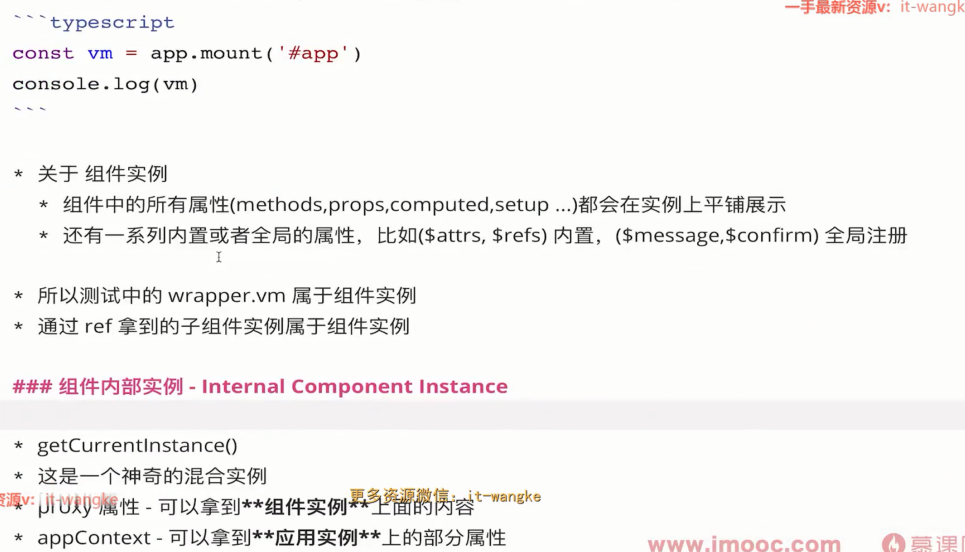 一手最新资源v: it-wangk
```typescript
const vm = app.mount('#app')
console.log(vm)
```
* 关于 组件实例
* 组件中的所有属性(methods,props,computed,setup ...)都会在实例上平铺展示
* 还有一系列内置或者全局的属性，比如($attrs, $refs) 内置，($message,$confirm) 全局注册
* 所以测试中的 wrapper.vm 属于组件实例
* 通过 ref 拿到的子组件实例属于组件实例
### 组件内部实例 - Internal Component Instance
* getCurrentInstance()
* 这是一个神奇的混合实例
资源v: it-wangke
更多资源微信：it-wangke
* proxy 属性 - 可以拿到**组件实例**上面的内容
* appContext - 可以拿到**应用实例**上的部分属性
www.imooc.com
慕课